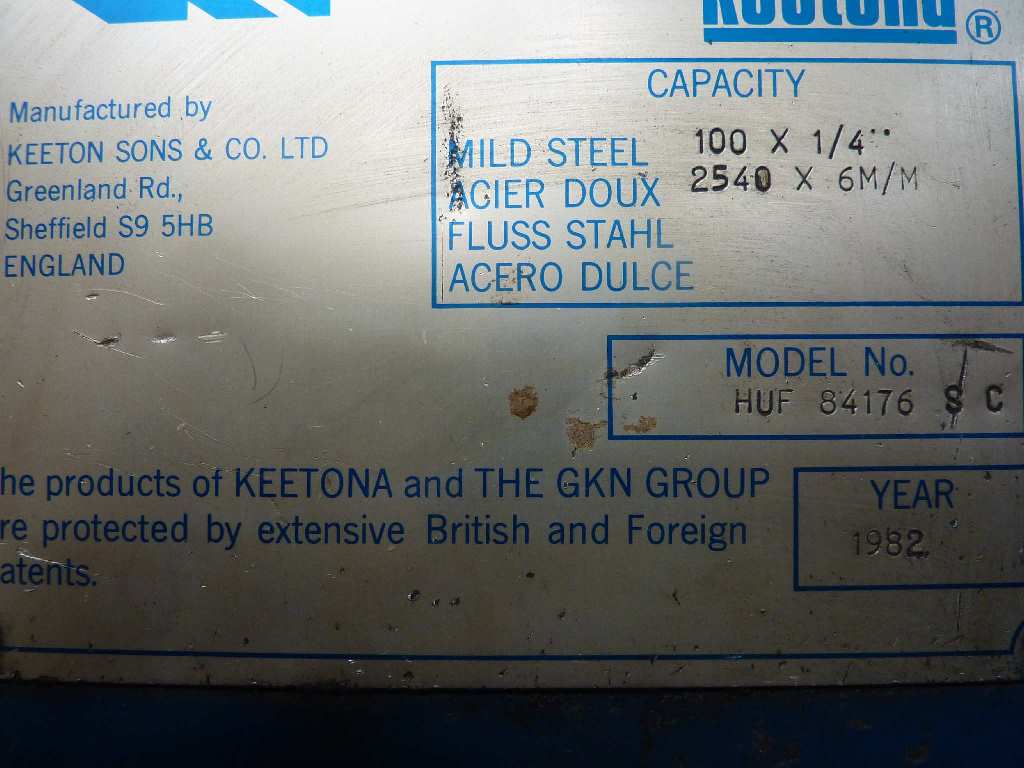 Keetona ®
Manufactured by
KEETON SONS & CO. LTD
Greenland Rd.,
Sheffield S9 5HB
ENGLAND
CAPACITY
MILD STEEL 100 X 1/4"
ACIER DOUX 2540 X 6M/M
FLUSS STAHL
ACERO DULCE
MODEL No.
HUF 84176 S C
he products of KEETONA and THE GKN GROUP
re protected by extensive British and Foreign
atents.
YEAR
1982